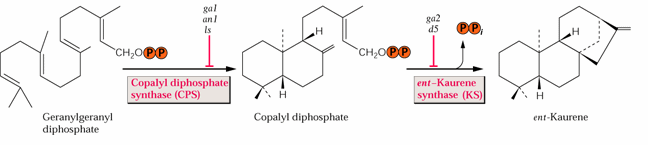 ga1
an1
ls
ga2
d5
CH₂O P P
H
CH₂O P P
P P i
H
H
H
Copalyl diphosphate
synthase (CPS)
ent–Kaurene
synthase (KS)
Geranylgeranyl
diphosphate
Copalyl diphosphate
ent-Kaurene